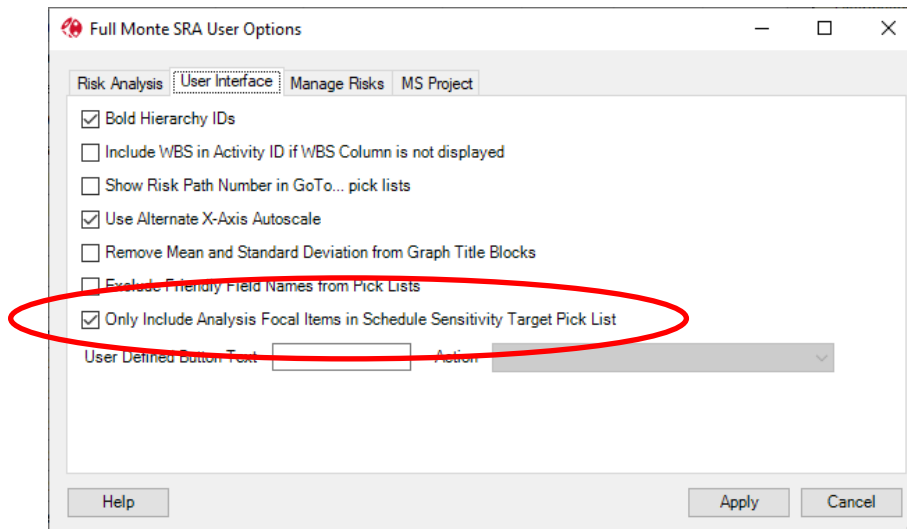 Full Monte SRA User Options
Risk Analysis User Interface Manage Risks MS Project
Bold Hierarchy IDs
Include WBS in Activity ID if WBS Column is not displayed
Show Risk Path Number in GoTo... pick lists
Use Alternate X-Axis Autoscale
Remove Mean and Standard Deviation from Graph Title Blocks
Exclude Friendly Field Names from Pick Lists
Only Include Analysis Focal Items in Schedule Sensitivity Target Pick List
User Defined Button Text Action
Help Apply Cancel